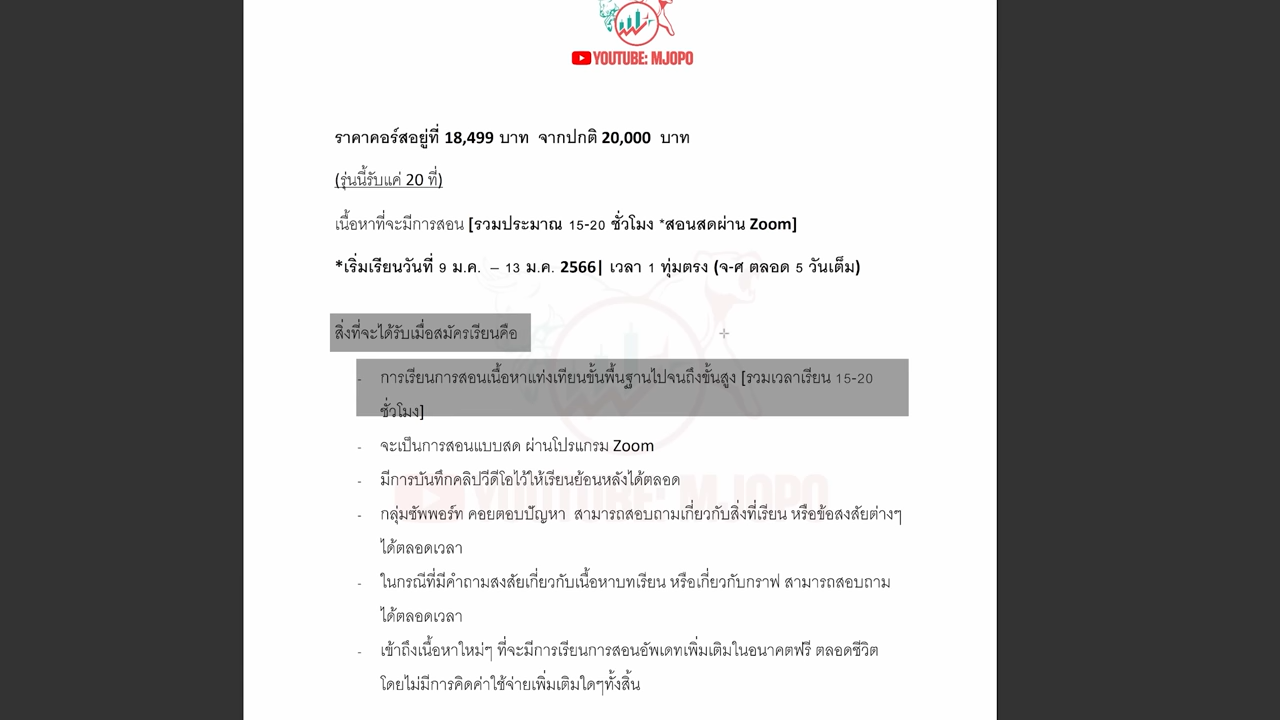 YOUTUBE: MJOPO
ราคาคอร์สอยู่ที่ 18,499 บาท จากปกติ 20,000 บาท
(รุ่นนี้รับแค่ 20 ที่)
เนื้อหาที่จะมีการสอน [รวมประมาณ 15-20 ชั่วโมง *สอนสดผ่าน Zoom]
*เริ่มเรียนวันที่ 9 ม.ค. – 13 ม.ค. 2566| เวลา 1 ทุ่มตรง (จ-ศ ตลอด 5 วันเต็ม)
สิ่งที่จะได้รับเมื่อสมัครเรียนคือ
- การเรียนการสอนเนื้อหาแท่งเทียนขั้นพื้นฐานไปจนถึงขั้นสูง [รวมเวลาเรียน 15-20
ชั่วโมง]
- จะเป็นการสอนแบบสด ผ่านโปรแกรม Zoom
- มีการบันทึกคลิปวีดีโอไว้ให้เรียนย้อนหลังได้ตลอด
YOUTUBE: MJOPO
- กลุ่มซัพพอร์ท คอยตอบปัญหา สามารถสอบถามเกี่ยวกับสิ่งที่เรียน หรือข้อสงสัยต่างๆ
ได้ตลอดเวลา
- ในกรณีที่มีคำถามสงสัยเกี่ยวกับเนื้อหาบทเรียน หรือเกี่ยวกับกราฟ สามารถสอบถาม
ได้ตลอดเวลา
- เข้าถึงเนื้อหาใหม่ๆ ที่จะมีการเรียนการสอนอัพเดทเพิ่มเติมในอนาคตฟรี ตลอดชีวิต
โดยไม่มีการคิดค่าใช้จ่ายเพิ่มเติมใดๆทั้งสิ้น